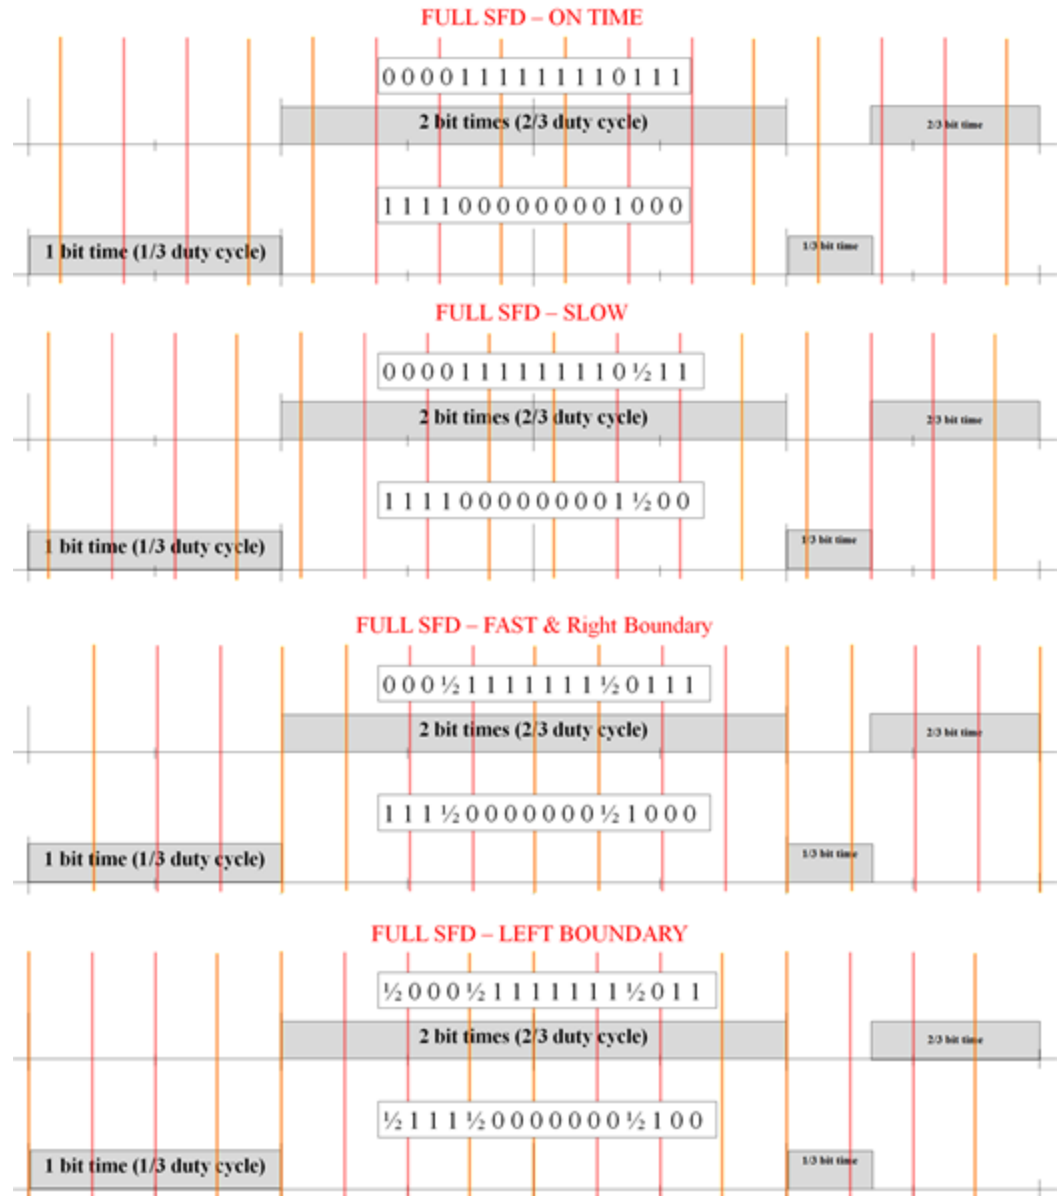 FULL SFD – ON TIME
0 0 0 0 1 1 1 1 1 1 1 1 0 1 1 1
2 bit times (2/3 duty cycle)
2/3 bit time
1 1 1 1 0 0 0 0 0 0 0 0 1 0 0 0
1 bit time (1/3 duty cycle)
1/3 bit time
FULL SFD – SLOW
0 0 0 0 1 1 1 1 1 1 1 1 0 ½ 1 1
2 bit times (2/3 duty cycle)
2/3 bit time
1 1 1 1 0 0 0 0 0 0 0 0 1 ½ 0 0
1 bit time (1/3 duty cycle)
1/3 bit time
FULL SFD – FAST & Right Boundary
0 0 0 ½ 1 1 1 1 1 1 1 ½ 0 1 1 1
2 bit times (2/3 duty cycle)
2/3 bit time
1 1 1 ½ 0 0 0 0 0 0 0 ½ 1 0 0 0
1 bit time (1/3 duty cycle)
1/3 bit time
FULL SFD – LEFT BOUNDARY
½ 0 0 0 ½ 1 1 1 1 1 1 1 ½ 0 1 1
2 bit times (2/3 duty cycle)
2/3 bit time
½ 1 1 1 ½ 0 0 0 0 0 0 0 ½ 1 0 0
1 bit time (1/3 duty cycle)
1/3 bit time